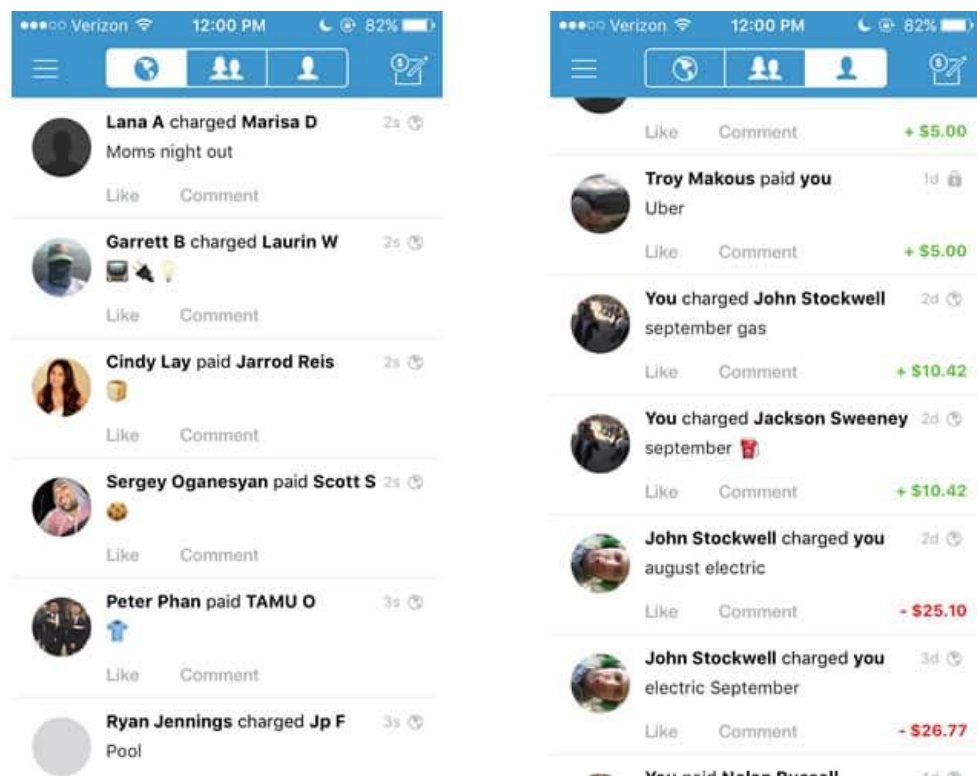 Verizon 12:00 PM 82%
Lana A charged Marisa D 2s
Moms night out
Like Comment
Garrett B charged Laurin W 2s
Like Comment
Cindy Lay paid Jarrod Reis 2s
Like Comment
Sergey Oganesyan paid Scott S 2s
Like Comment
Peter Phan paid TAMU O 3s
Like Comment
Ryan Jennings charged Jp F 3s
Pool
Verizon 12:00 PM 82%
Like Comment + $5.00
Troy Makous paid you 1d
Uber
Like Comment + $5.00
You charged John Stockwell 2d
september gas
Like Comment + $10.42
You charged Jackson Sweeney 2d
september
Like Comment + $10.42
John Stockwell charged you 2d
august electric
Like Comment - $25.10
John Stockwell charged you 3d
electric September
Like Comment - $26.77
You paid Nolan Russell